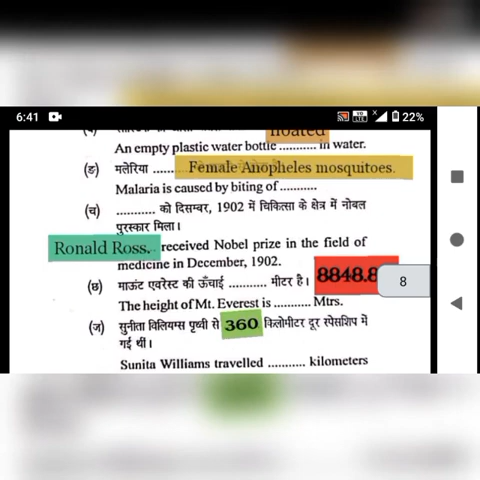 6:41 22%
floated
An empty plastic water bottle ........... in water.
(ङ) मलेरिया ........... Female Anopheles mosquitoes.
Malaria is caused by biting of ...........
(च) ........... को दिसम्बर, 1902 में चिकित्सा के क्षेत्र में नोबल
पुरस्कार मिला।
Ronald Ross. received Nobel prize in the field of
medicine in December, 1902.
(छ) माऊंट एवरेस्ट की ऊँचाई ........... मीटर है। 8848.8
8
The height of Mt. Everest is ........... Mtrs.
(ज) सुनीता विलियम्स पृथ्वी से 360 किलोमीटर दूर स्पेसशिप में
गई थीं।
Sunita Williams travelled ........... kilometers